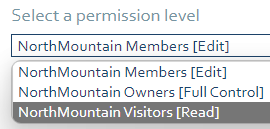 Select a permission level
NorthMountain Members [Edit]
NorthMountain Members [Edit]
NorthMountain Owners [Full Control]
NorthMountain Visitors [Read]